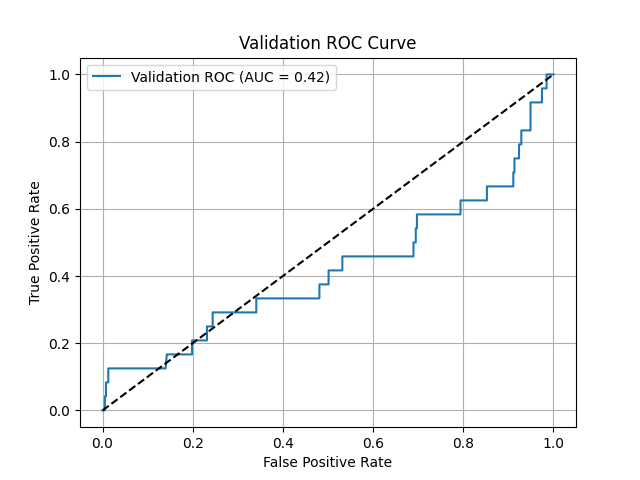 Validation ROC Curve
Validation ROC (AUC = 0.42)
True Positive Rate
1.0
0.8
0.6
0.4
0.2
0.0
0.0 0.2 0.4 0.6 0.8 1.0
False Positive Rate